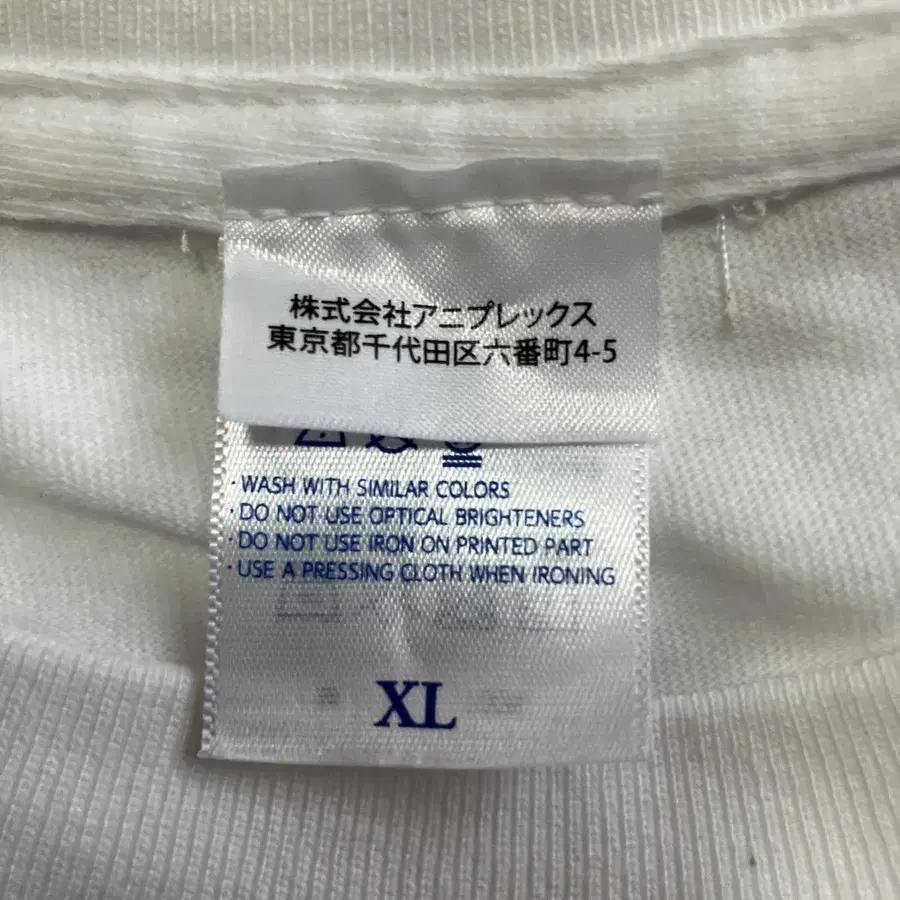 株式会社アニプレックス
東京都千代田区六番町4-5
· WASH WITH SIMILAR COLORS
· DO NOT USE OPTICAL BRIGHTENERS
· DO NOT USE IRON ON PRINTED PART
· USE A PRESSING CLOTH WHEN IRONING
XL